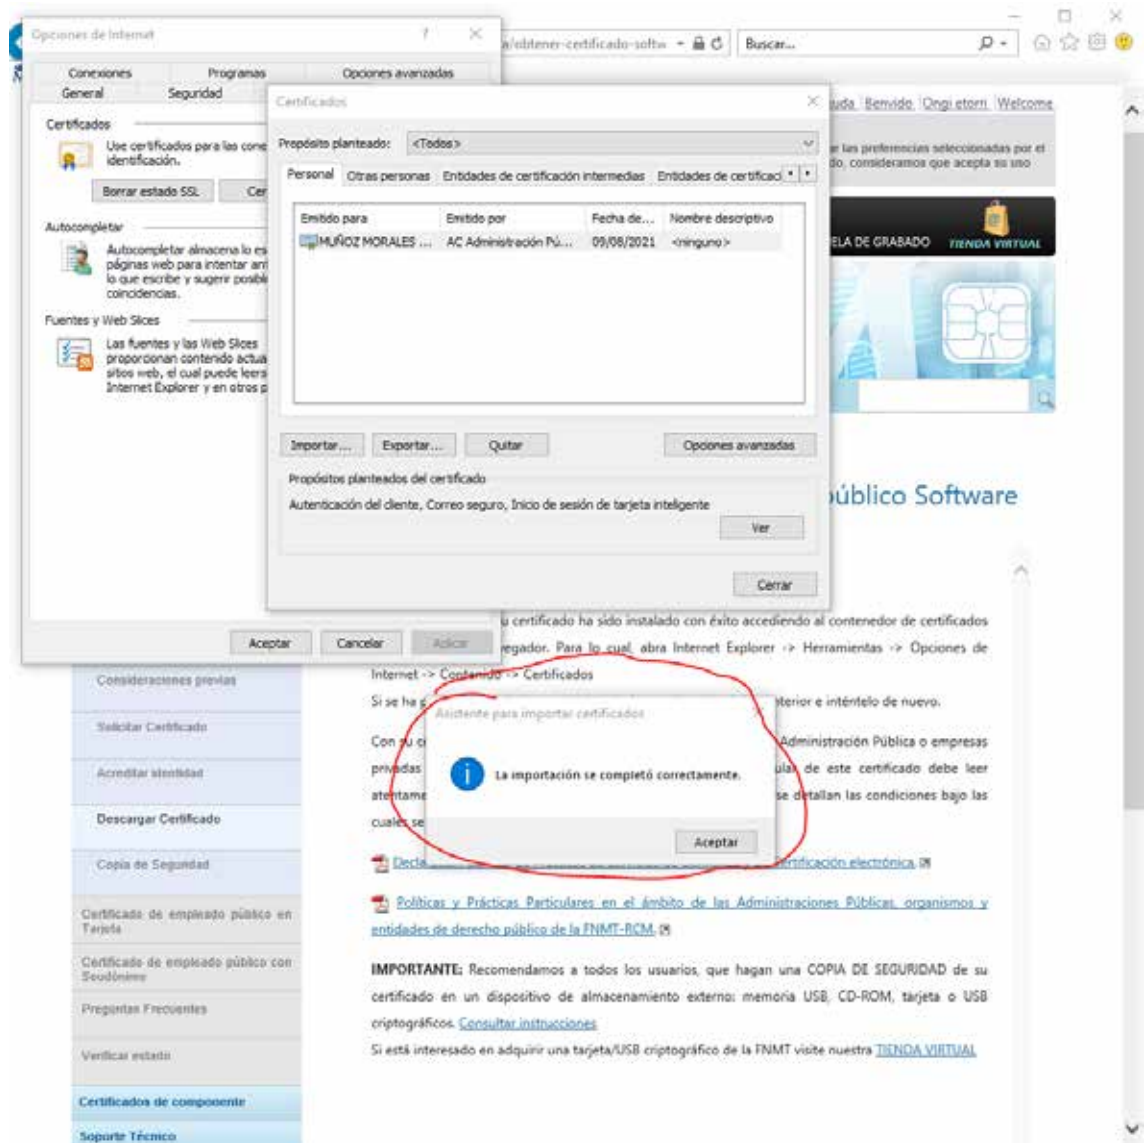 Opciones de Internet
/obtener-certificado-softw
Buscar...
Conexiones Programas Opciones avanzadas
General Seguridad
Certificados
Use certificados para las cone
identificación.
Borrar estado SSL Cer
Autocompletar
Autocompletar almacena lo es
páginas web para intentar ant
lo que escribe y sugerir posibl
coincidencias.
Fuentes y Web Slices
Las fuentes y las Web Slices
proporcionan contenido actua
sitios web, el cual puede leers
Internet Explorer y en otros p
Aceptar Cancelar Aplicar
Certificados
Propósito planteado: <Todos>
Personal Otras personas Entidades de certificación intermedias Entidades de certificaci
Emitido para Emitido por Fecha de... Nombre descriptivo
MUÑOZ MORALES ... AC Administración Pú... 09/08/2021 <ninguno>
Importar... Exportar... Quitar Opciones avanzadas
Propósitos planteados del certificado
Autenticación del cliente, Correo seguro, Inicio de sesión de tarjeta inteligente
Ver
Cerrar
uda Benvido Ongi etorri Welcome
ar las preferencias seleccionadas por el
do, consideramos que acepta su uso
ELA DE GRABADO TIENDA VIRTUAL
úblico Software
u certificado ha sido instalado con éxito accediendo al contenedor de certificados
vegador. Para lo cual, abra Internet Explorer -> Herramientas -> Opciones de
Internet -> Contenido -> Certificados
Si se ha p
terior e inténtelo de nuevo.
Con su c
Administración Pública o empresas
privadas
ular de este certificado debe leer
atentame
se detallan las condiciones bajo las
cuales se
Asistente para importar certificados
La importación se completó correctamente.
Aceptar
Decla
ertificación electrónica.
Políticas y Prácticas Particulares en el ámbito de las Administraciones Públicas, organismos y
entidades de derecho público de la FNMT-RCM.
IMPORTANTE: Recomendamos a todos los usuarios, que hagan una COPIA DE SEGURIDAD de su
certificado en un dispositivo de almacenamiento externo: memoria USB, CD-ROM, tarjeta o USB
criptográficos. Consultar instrucciones
Si está interesado en adquirir una tarjeta/USB criptográfico de la FNMT visite nuestra TIENDA VIRTUAL
Consideraciones previas
Solicitar Certificado
Acreditar identidad
Descargar Certificado
Copia de Seguridad
Certificado de empleado público en
Tarjeta
Certificado de empleado público con
Seudónimo
Preguntas Frecuentes
Verificar estado
Certificados de componente
Soporte Técnico